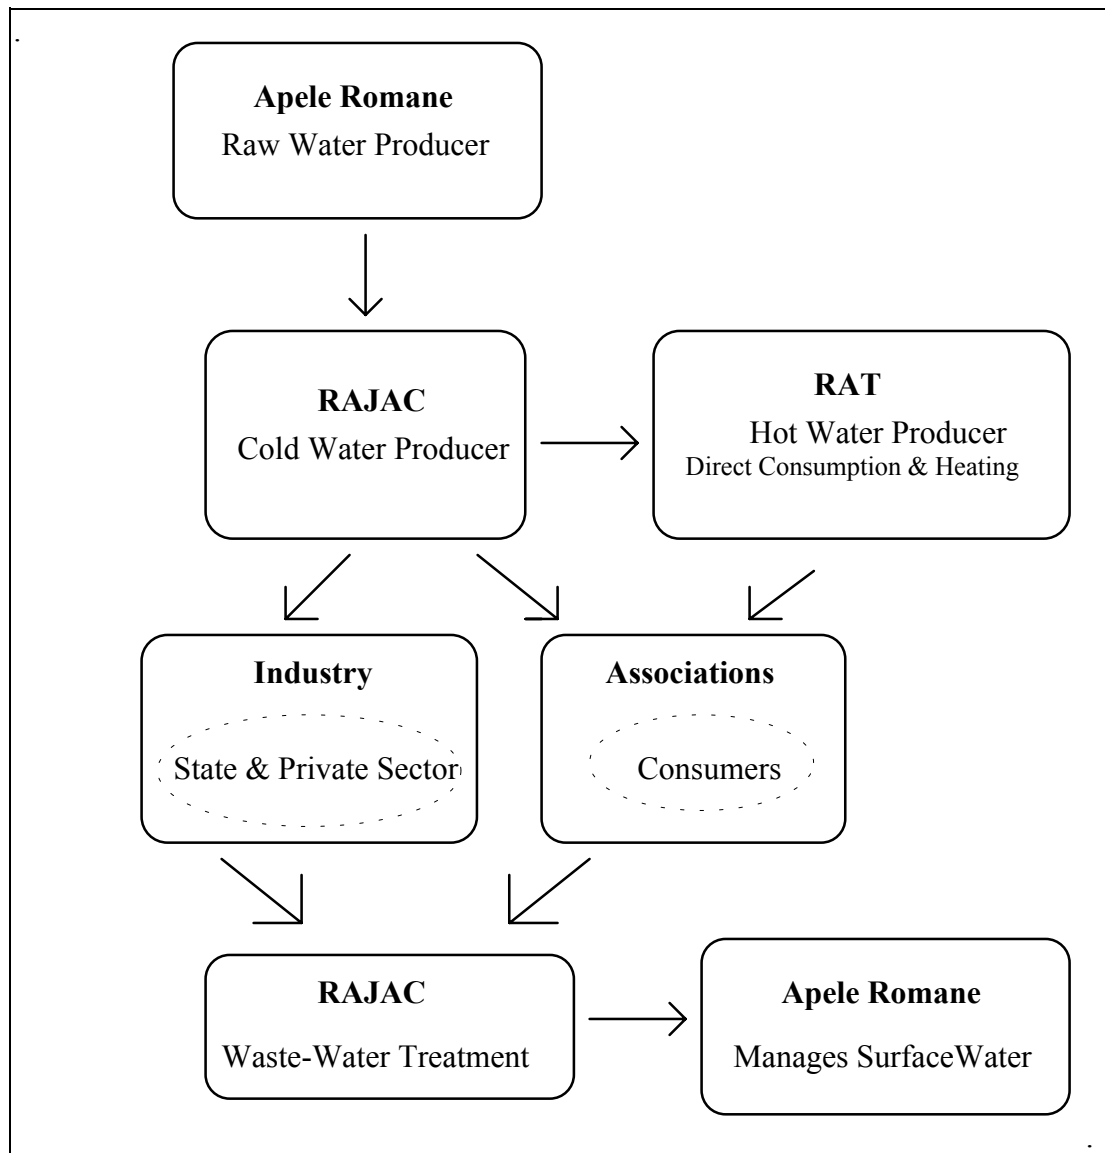 Apele Romane
Raw Water Producer
RAJAC
Cold Water Producer
RAT
Hot Water Producer
Direct Consumption & Heating
Industry
State & Private Sector
Associations
Consumers
RAJAC
Waste-Water Treatment
Apele Romane
Manages SurfaceWater